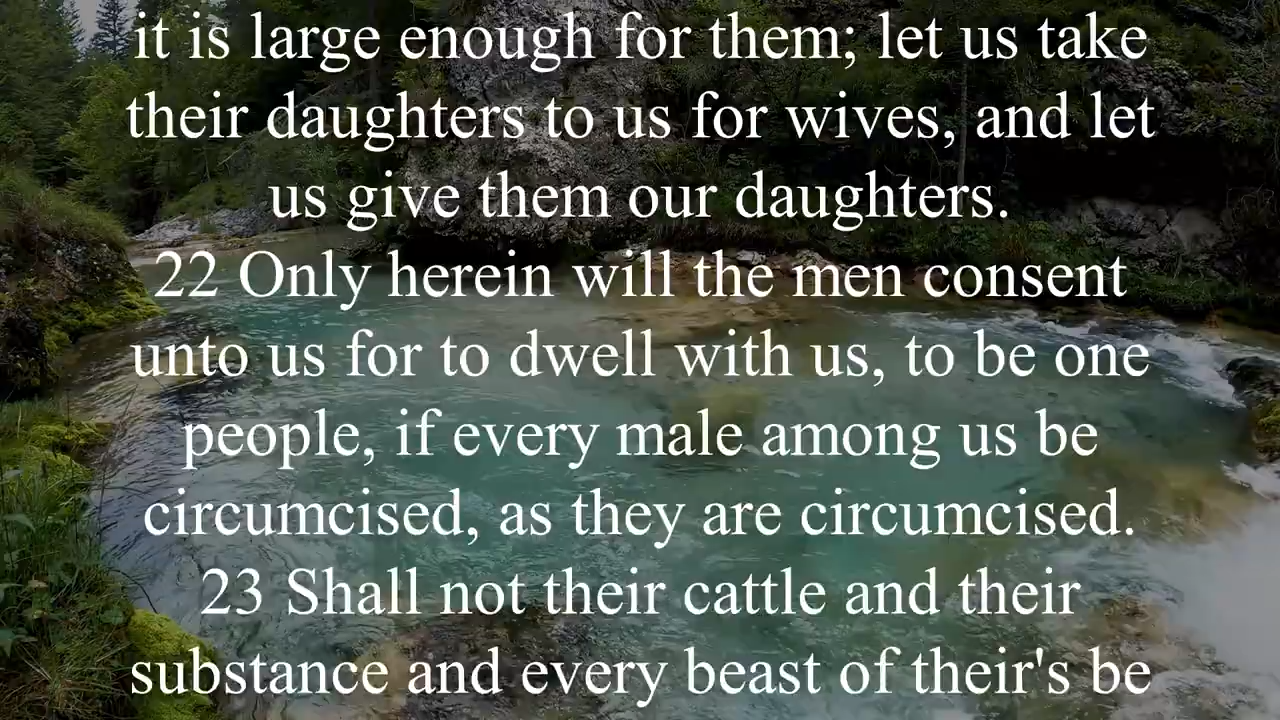 it is large enough for them; let us take
their daughters to us for wives, and let
us give them our daughters.
22 Only herein will the men consent
unto us for to dwell with us, to be one
people, if every male among us be
circumcised, as they are circumcised.
23 Shall not their cattle and their
substance and every beast of their's be